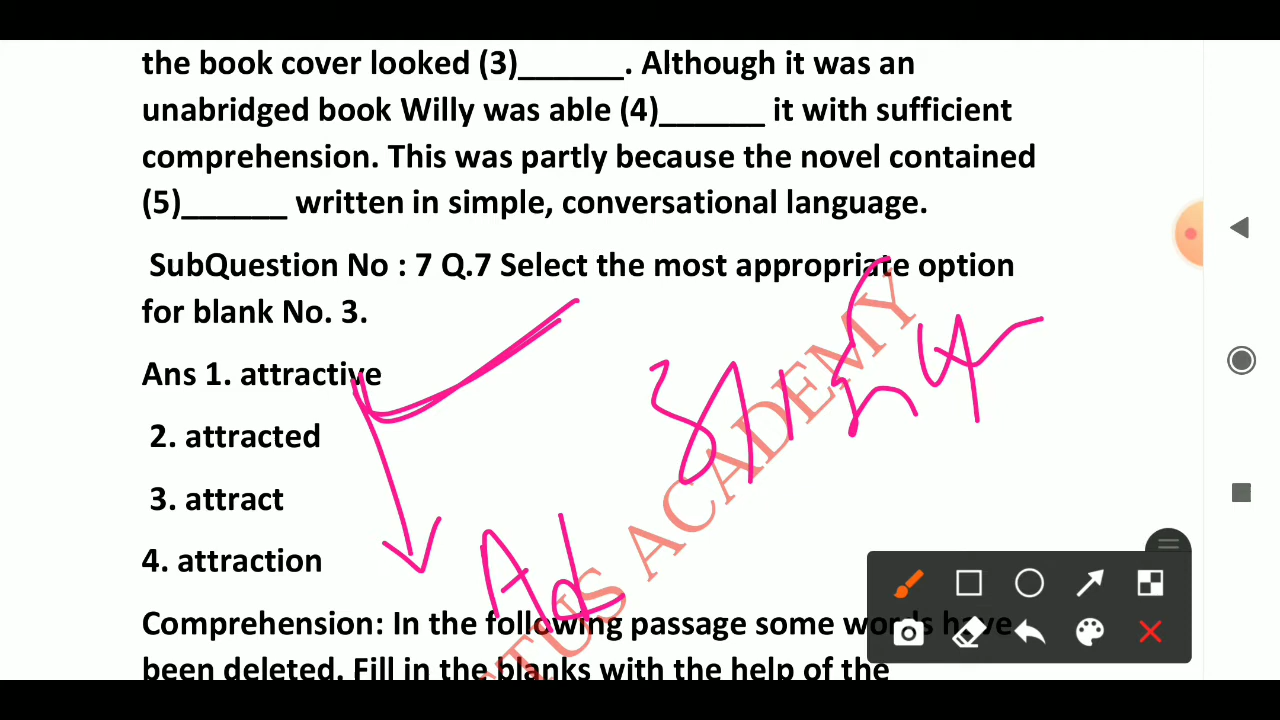 the book cover looked (3)______. Although it was an
unabridged book Willy was able (4)______ it with sufficient
comprehension. This was partly because the novel contained
(5)______ written in simple, conversational language.
SubQuestion No : 7 Q.7 Select the most appropriate option
for blank No. 3.
Ans 1. attractive
2. attracted
3. attract
4. attraction
Ad
TUS ACADEMY
Comprehension: In the following passage some words have
been deleted. Fill in the blanks with the help of the